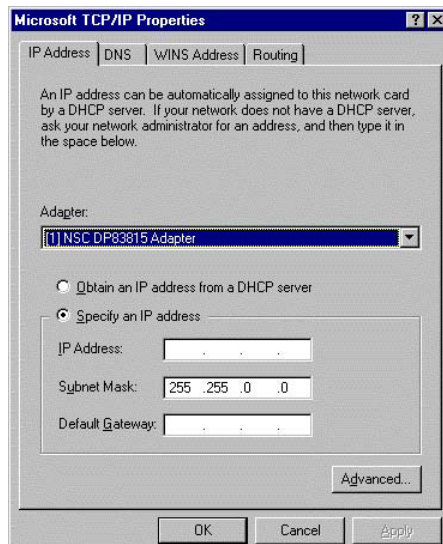 Microsoft TCP/IP Properties
IP Address DNS WINS Address Routing
An IP address can be automatically assigned to this network card
by a DHCP server. If your network does not have a DHCP server,
ask your network administrator for an address, and then type it in
the space below.
Adapter:
[1] NSC DP83815 Adapter
Obtain an IP address from a DHCP server
Specify an IP address
IP Address: . . .
Subnet Mask: 255 .255 .0 .0
Default Gateway: . . .
Advanced...
OK Cancel Apply